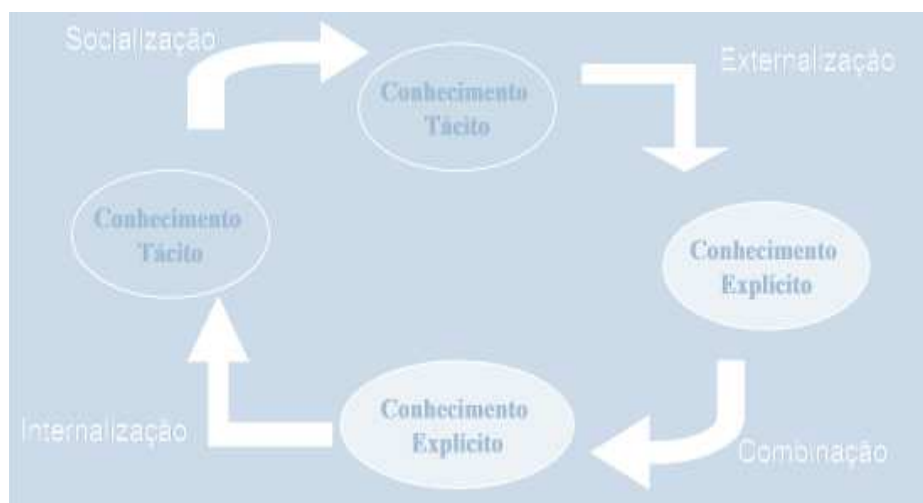 Socialização
Conhecimento
Tácito
Externalização
Conhecimento
Tácito
Conhecimento
Explícito
Conhecimento
Explícito
Internalização
Combinação